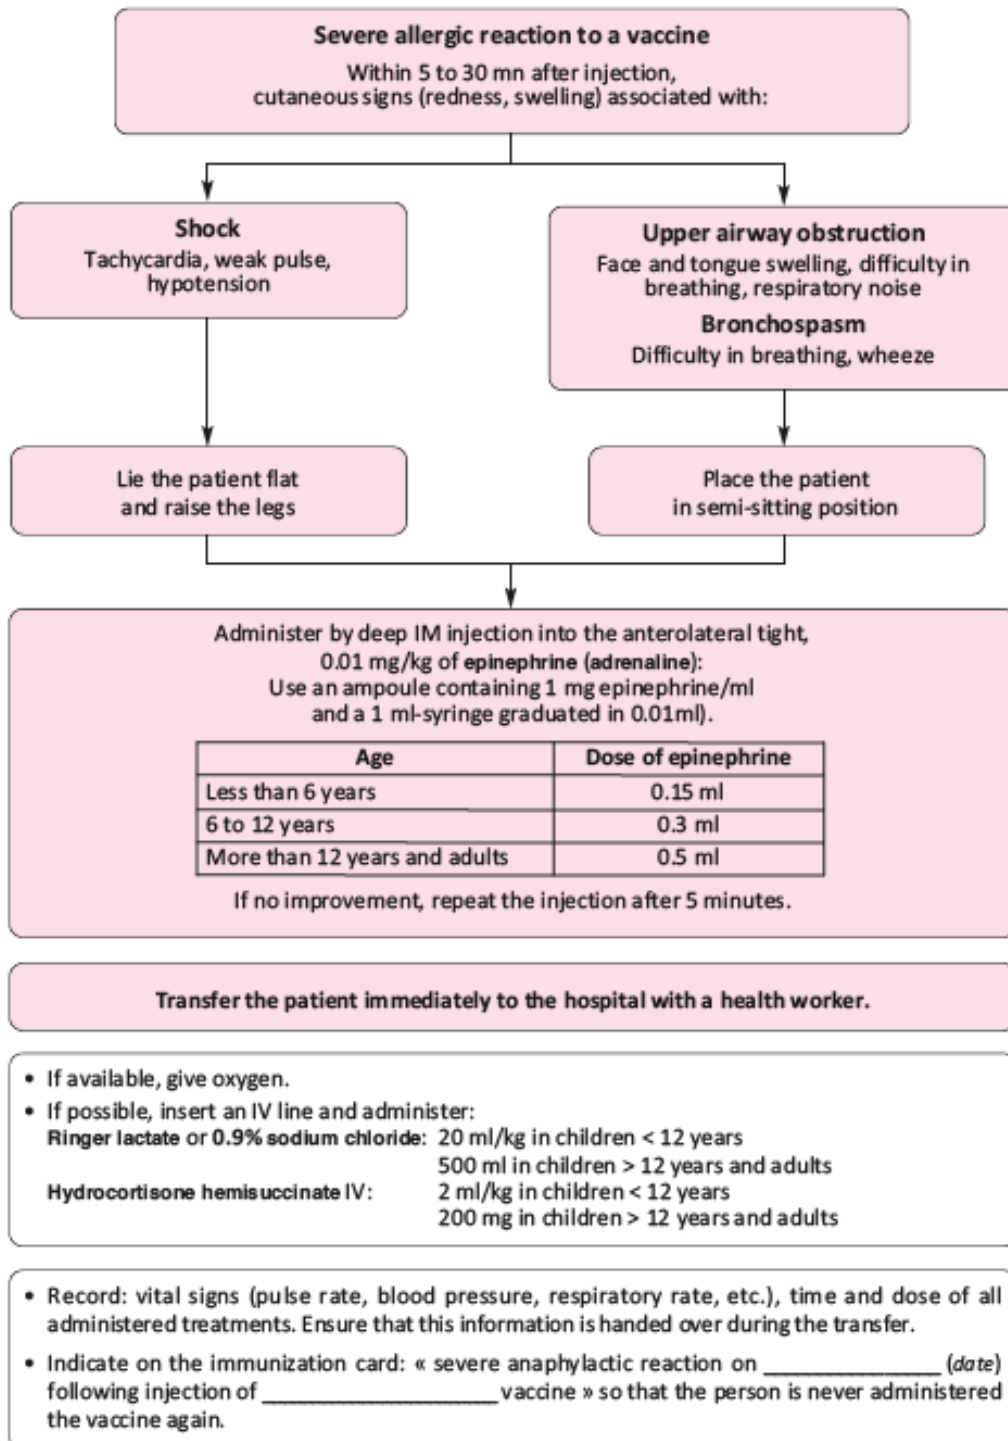 Severe allergic reaction to a vaccine
Within 5 to 30 mn after injection,
cutaneous signs (redness, swelling) associated with:
Shock
Tachycardia, weak pulse,
hypotension
Upper airway obstruction
Face and tongue swelling, difficulty in
breathing, respiratory noise
Bronchospasm
Difficulty in breathing, wheeze
Lie the patient flat
and raise the legs
Place the patient
in semi-sitting position
Administer by deep IM injection into the anterolateral tight,
0.01 mg/kg of epinephrine (adrenaline):
Use an ampoule containing 1 mg epinephrine/ml
and a 1 ml-syringe graduated in 0.01ml).
Age Dose of epinephrine
Less than 6 years 0.15 ml
6 to 12 years 0.3 ml
More than 12 years and adults 0.5 ml
If no improvement, repeat the injection after 5 minutes.
Transfer the patient immediately to the hospital with a health worker.
• If available, give oxygen.
• If possible, insert an IV line and administer:
Ringer lactate or 0.9% sodium chloride: 20 ml/kg in children < 12 years
500 ml in children > 12 years and adults
Hydrocortisone hemisuccinate IV: 2 ml/kg in children < 12 years
200 mg in children > 12 years and adults
• Record: vital signs (pulse rate, blood pressure, respiratory rate, etc.), time and dose of all
administered treatments. Ensure that this information is handed over during the transfer.
• Indicate on the immunization card: « severe anaphylactic reaction on _________________ (date)
following injection of ______________________ vaccine » so that the person is never administered
the vaccine again.